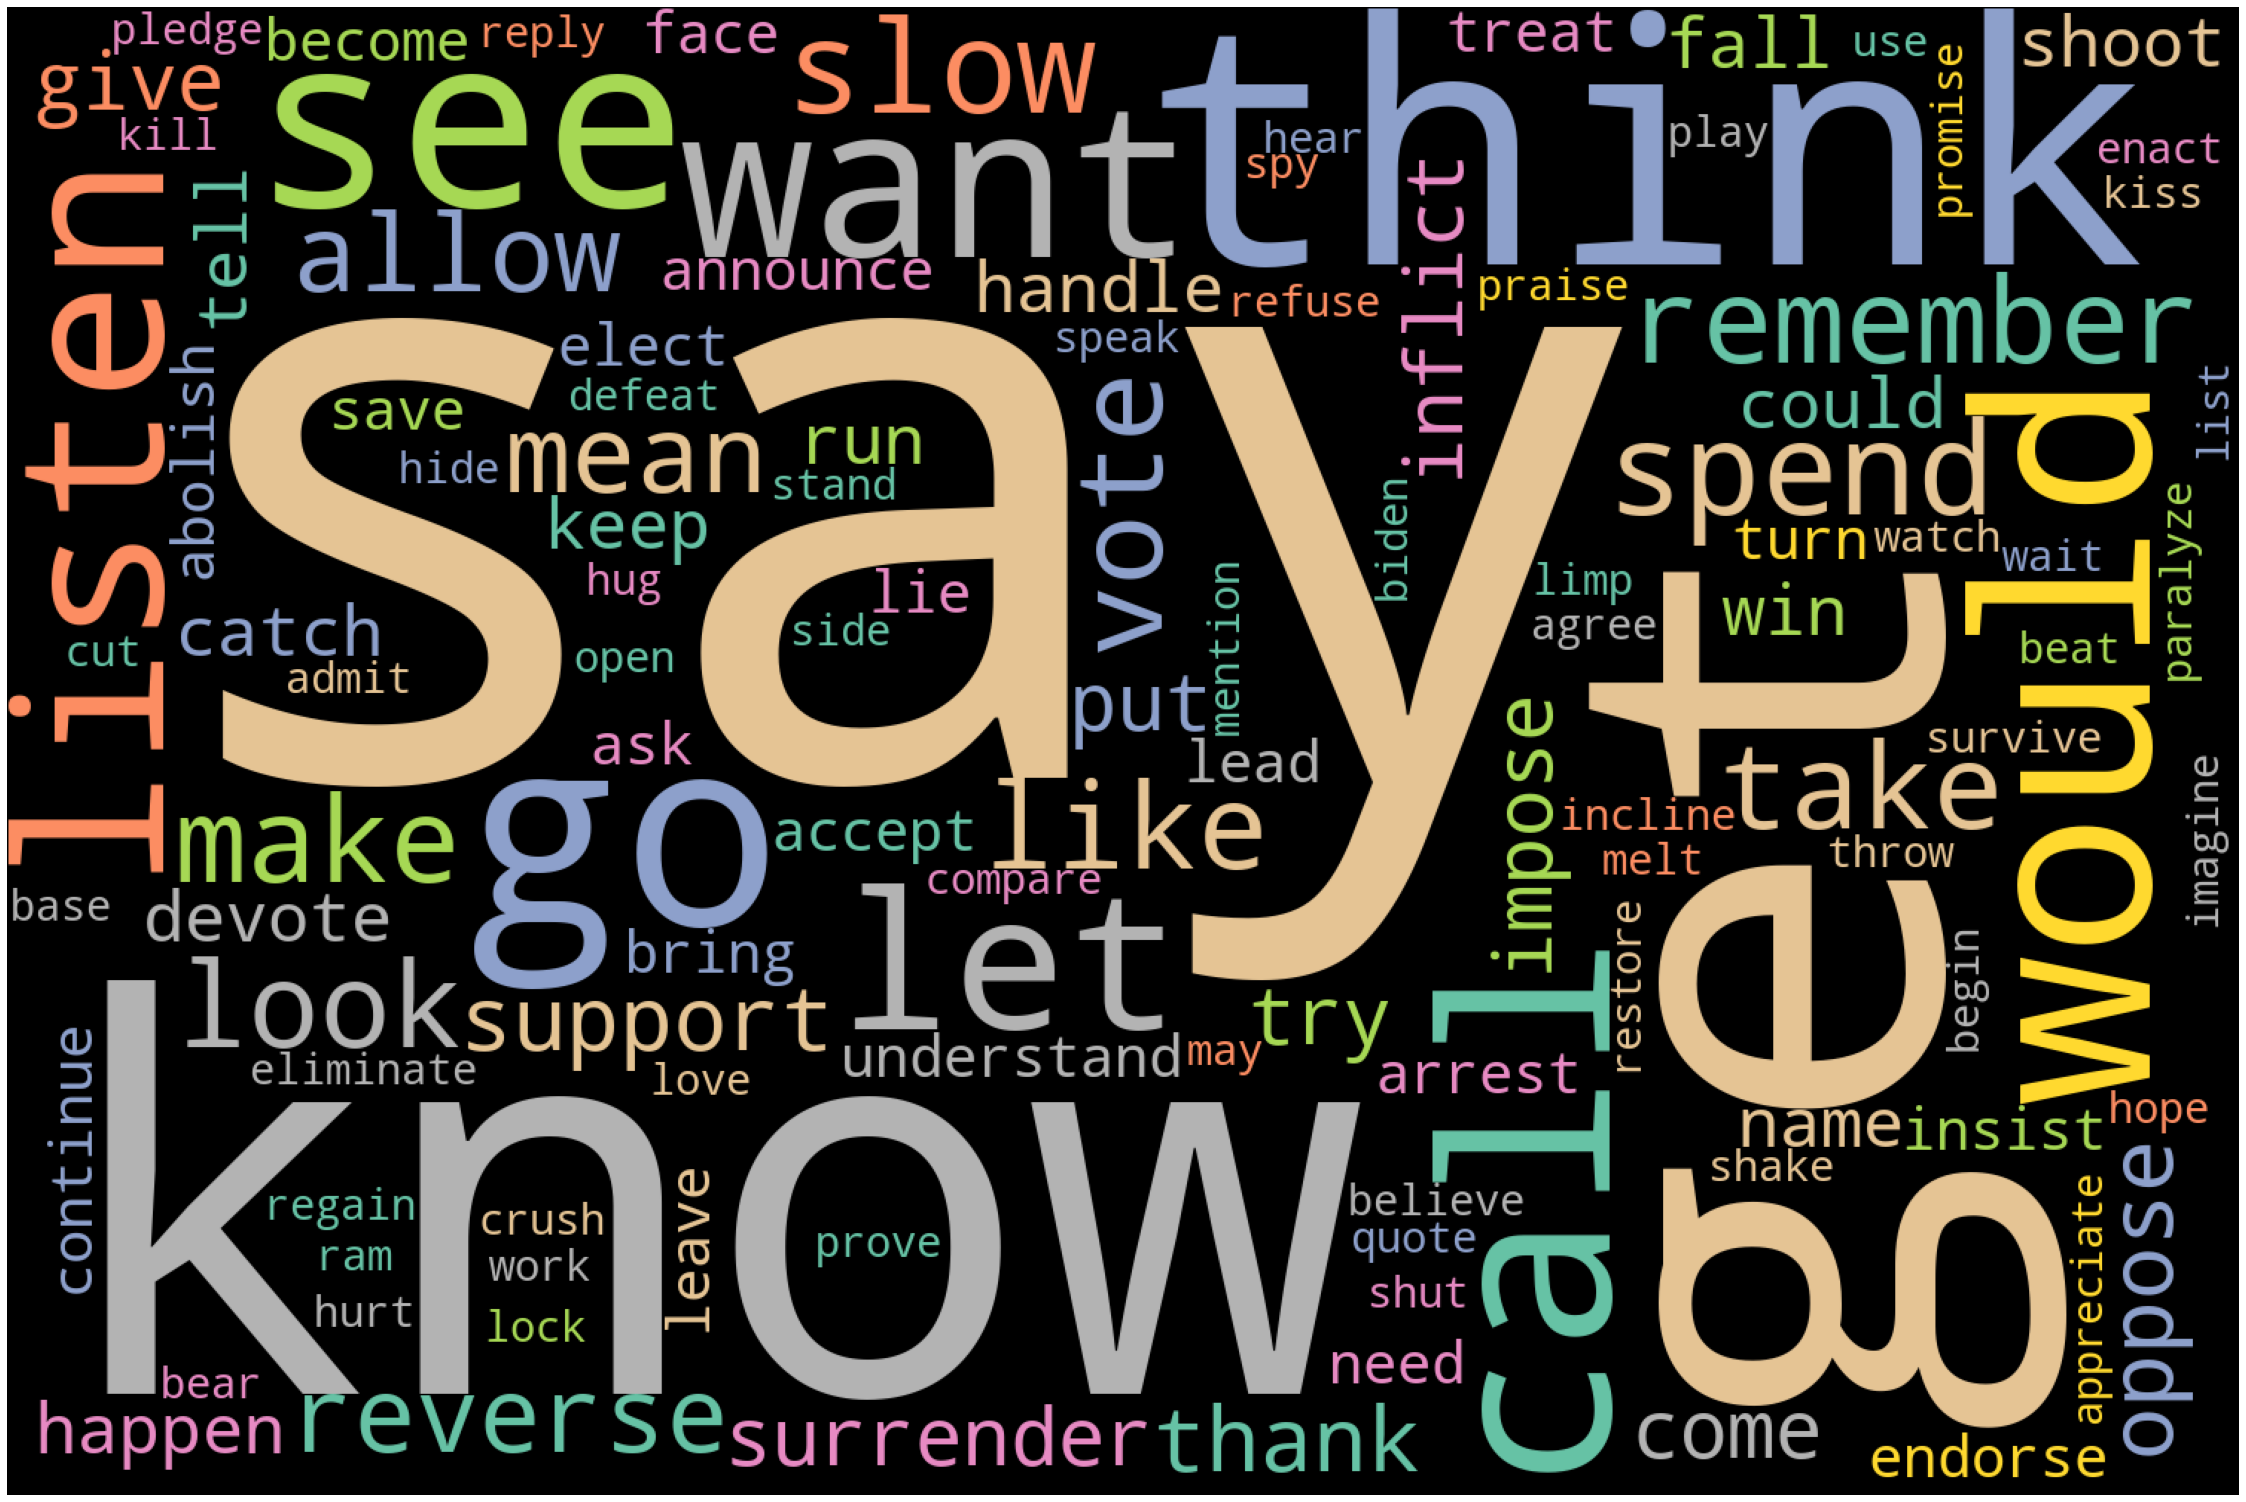 pledge
become
reply
face
slow
treat
think
fall
use
shoot
give
see
want
kill
hear
spy
play
promise
enact
kiss
listen
tell
allow
announce
handle
refuse
inflict
praise
remember
say
elect
speak
abolish
defeat
save
vote
could
would
list
mean
run
spend
hide
stand
biden
keep
turn
watch
wait
paralyze
hug
lie
mention
limp
get
catch
side
agree
win
cut
open
beat
admit
put
ask
lead
impose
take
survive
make
go
accept
like
incline
imagine
melt
throw
base
devote
compare
let
bring
restore
begin
look
support
try
call
continue
eliminate
love
understand
may
arrest
know
name
insist
hope
shake
regain
crush
leave
prove
believe
quote
appreciate
oppose
ram
work
hurt
lock
shut
need
bear
happen
reverse
surrender
thank
come
endorse